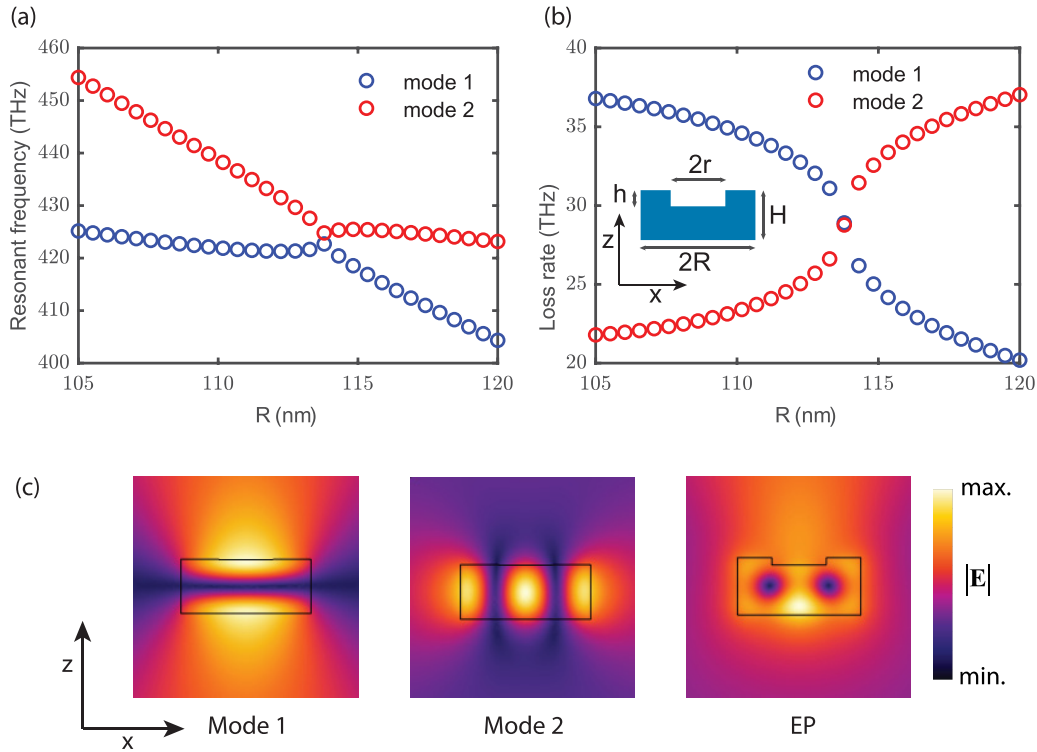 (a)
460
450
440
430
420
410
400
Resonant frequency (THz)
mode 1
mode 2
105
110
115
120
R (nm)
(b)
40
35
30
25
20
Loss rate (THz)
mode 1
mode 2
2r
h
H
z
2R
x
105
110
115
120
R (nm)
(c)
z
x
Mode 1
Mode 2
EP
max.
|E|
min.